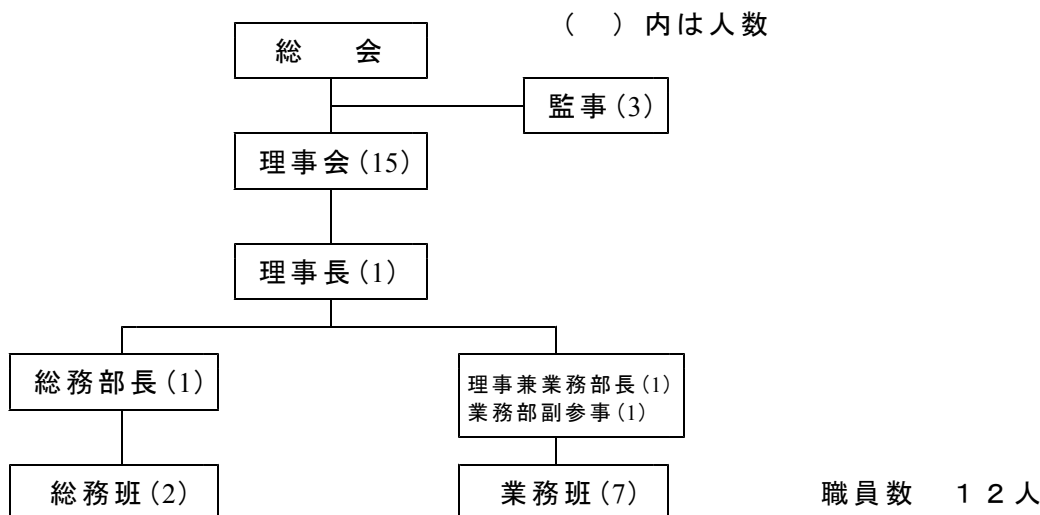 （　）内は人数
総　会
監事（3）
理事会（15）
理事長（1）
総務部長（1）
理事兼業務部長（1）
業務部副参事（1）
総務班（2）
業務班（7）
職員数　１２人